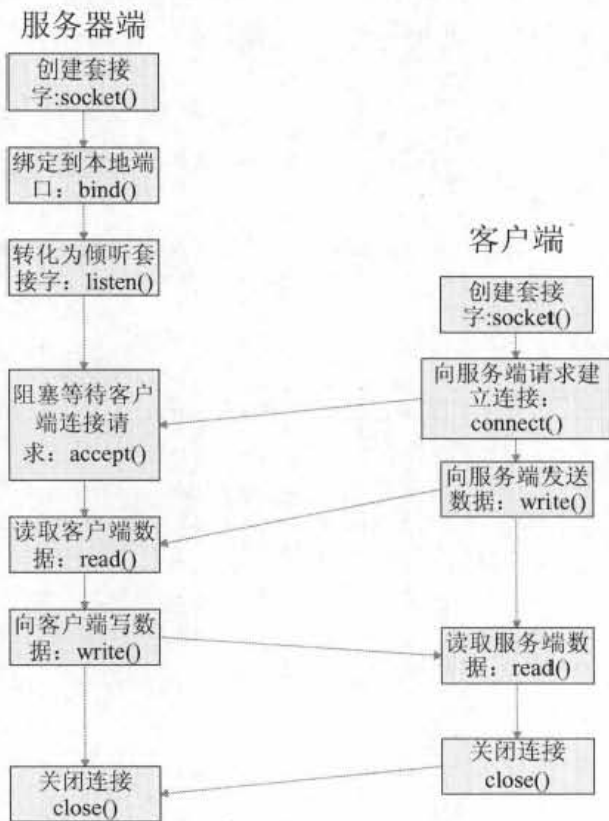 服务器端
创建套接
字:socket()
绑定到本地端
口：bind()
转化为倾听套
接字：listen()
阻塞等待客户
端连接请
求：accept()
读取客户端数
据：read()
向客户端写数
据：write()
关闭连接
close()
客户端
创建套接
字:socket()
向服务端请求建
立连接：
connect()
向服务端发送
数据：write()
读取服务端数
据：read()
关闭连接
close()